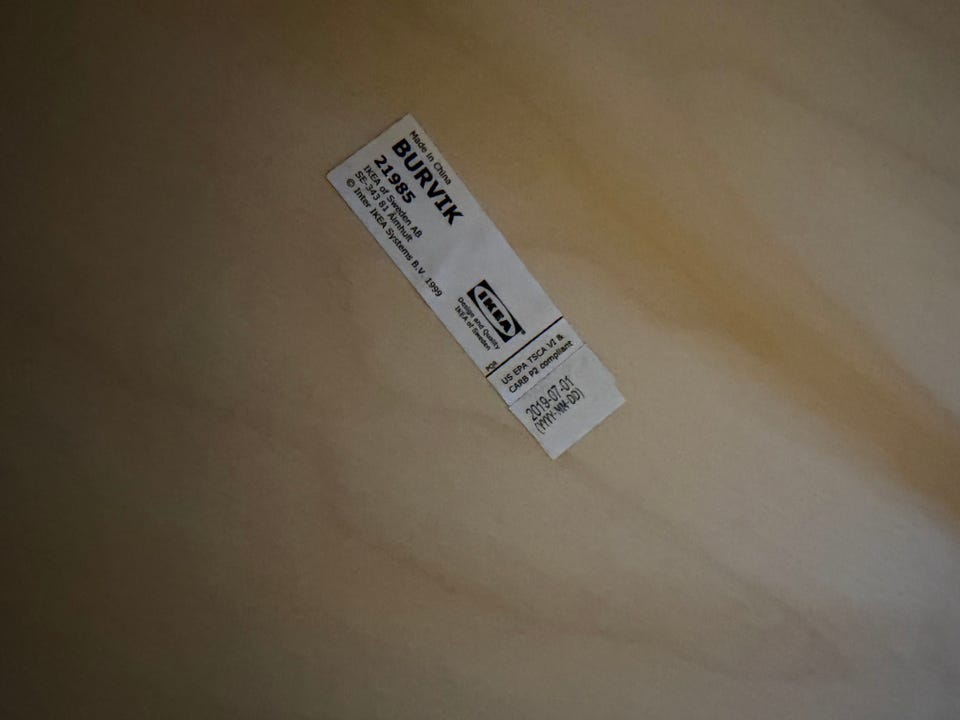 Made in China
BURVIK
21985
IKEA of Sweden AB
SE-343 81 Älmhult
© Inter IKEA Systems B.V. 1999
IKEA
Design and Quality
IKEA of Sweden
US EPA TSCA VI &
CARB P2 compliant
2019-07-01
(YYYY-MM-DD)